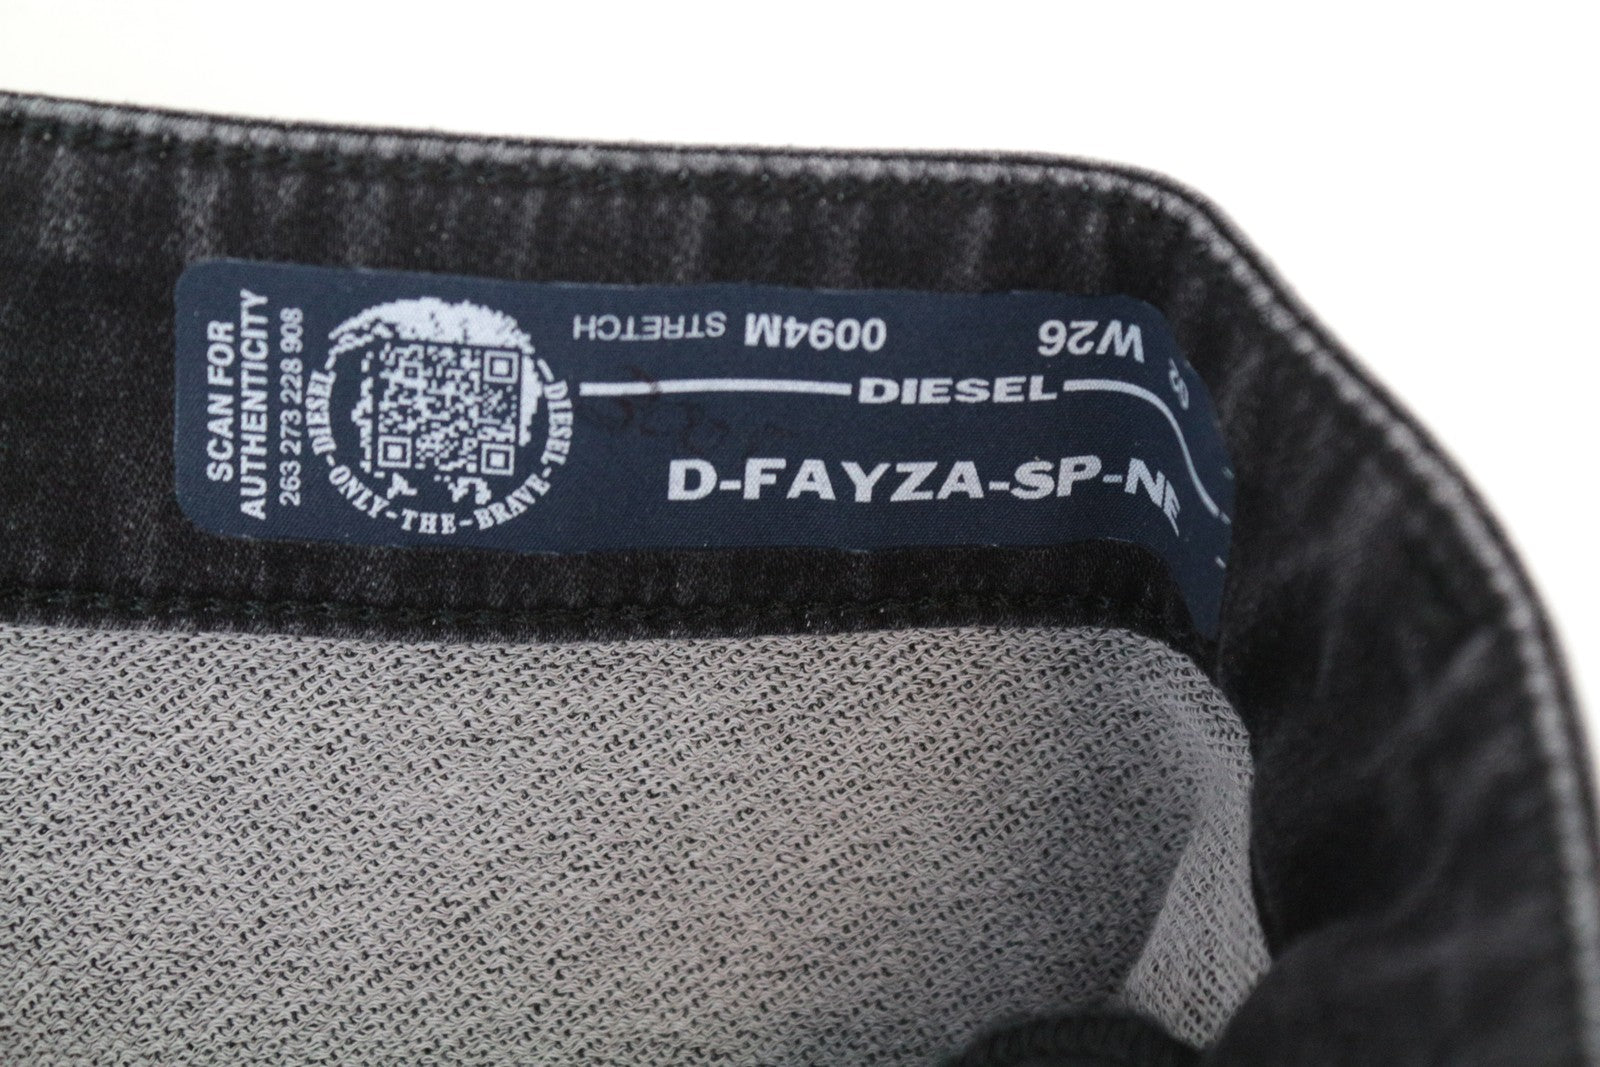 SCAN FOR
AUTHENTICITY
263 273 228 908
DIESEL-ONLY-THE-BRAVE-DIESEL
W26 0094M STRETCH
DIESEL
D-FAYZA-SP-NE